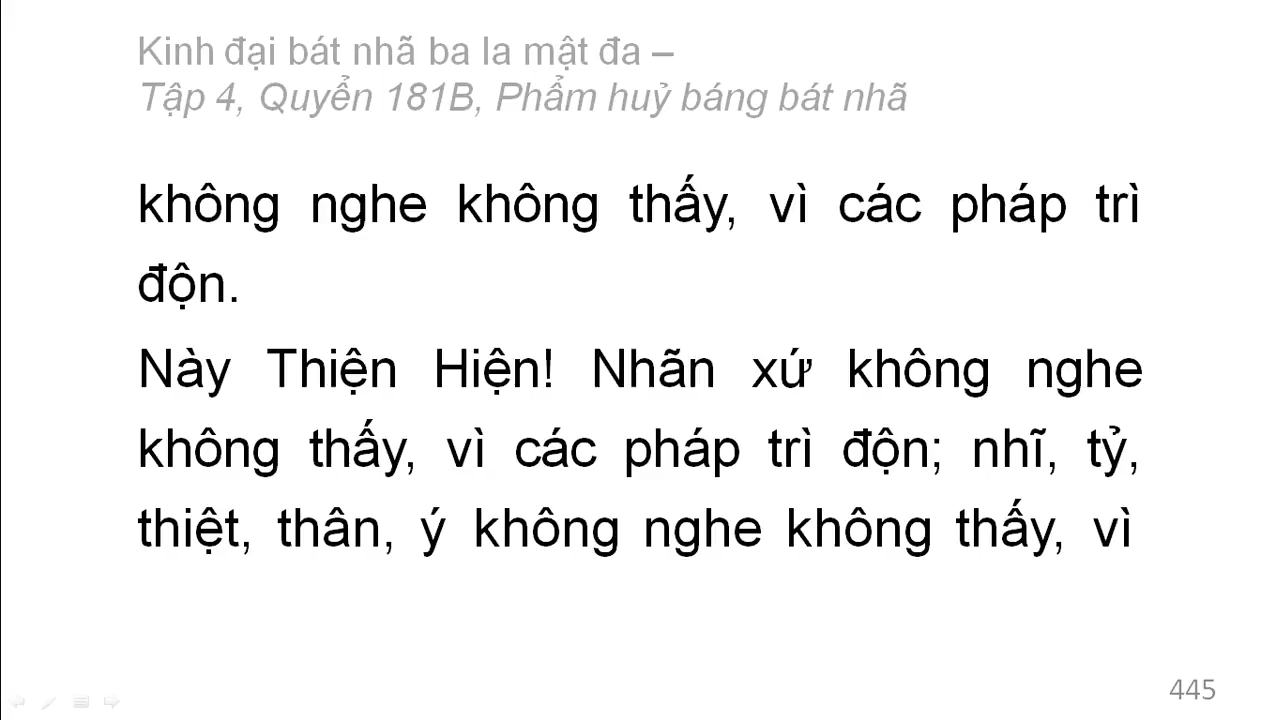 Kinh đại bát nhã ba la mật đa –
Tập 4, Quyển 181B, Phẩm huỷ báng bát nhã
không nghe không thấy, vì các pháp trì
độn.
Này Thiện Hiện! Nhãn xứ không nghe
không thấy, vì các pháp trì độn; nhĩ, tỷ,
thiệt, thân, ý không nghe không thấy, vì
445